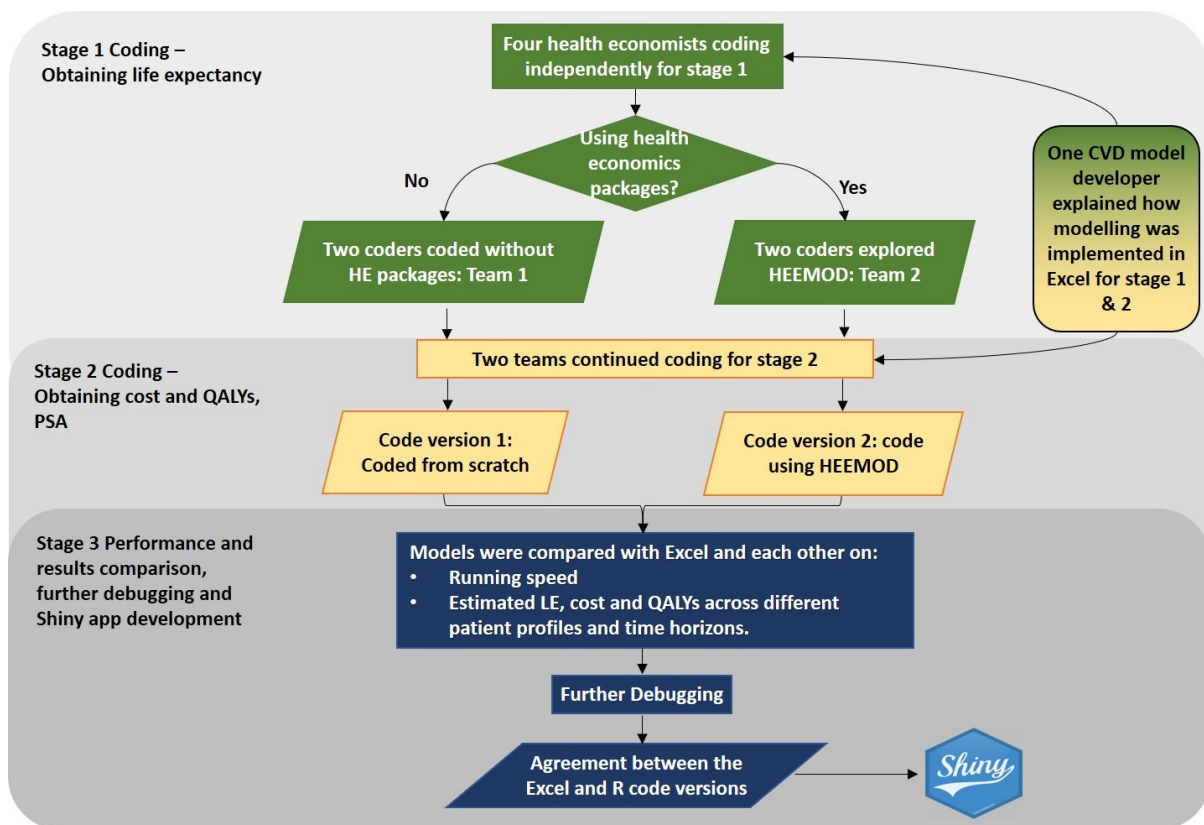 Stage 1 Coding –
Obtaining life expectancy
Four health economists coding
independently for stage 1
Using health
economics
packages?
No
Yes
One CVD model
developer
explained how
modelling was
implemented in
Excel for stage 1
& 2
Two coders coded without
HE packages: Team 1
Two coders explored
HEEMOD: Team 2
Stage 2 Coding –
Obtaining cost and QALYs,
PSA
Two teams continued coding for stage 2
Code version 1:
Coded from scratch
Code version 2: code
using HEEMOD
Stage 3 Performance and
results comparison,
further debugging and
Shiny app development
Models were compared with Excel and each other on:
• Running speed
• Estimated LE, cost and QALYs across different
patient profiles and time horizons.
Further Debugging
Agreement between the
Excel and R code versions
Shiny